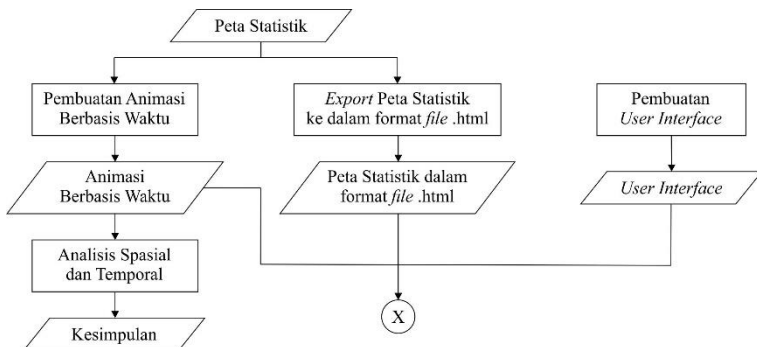 Peta Statistik
Pembuatan Animasi
Berbasis Waktu
Export Peta Statistik
ke dalam format file .html
Pembuatan
User Interface
Animasi
Berbasis Waktu
Peta Statistik dalam
format file .html
User Interface
Analisis Spasial
dan Temporal
X
Kesimpulan